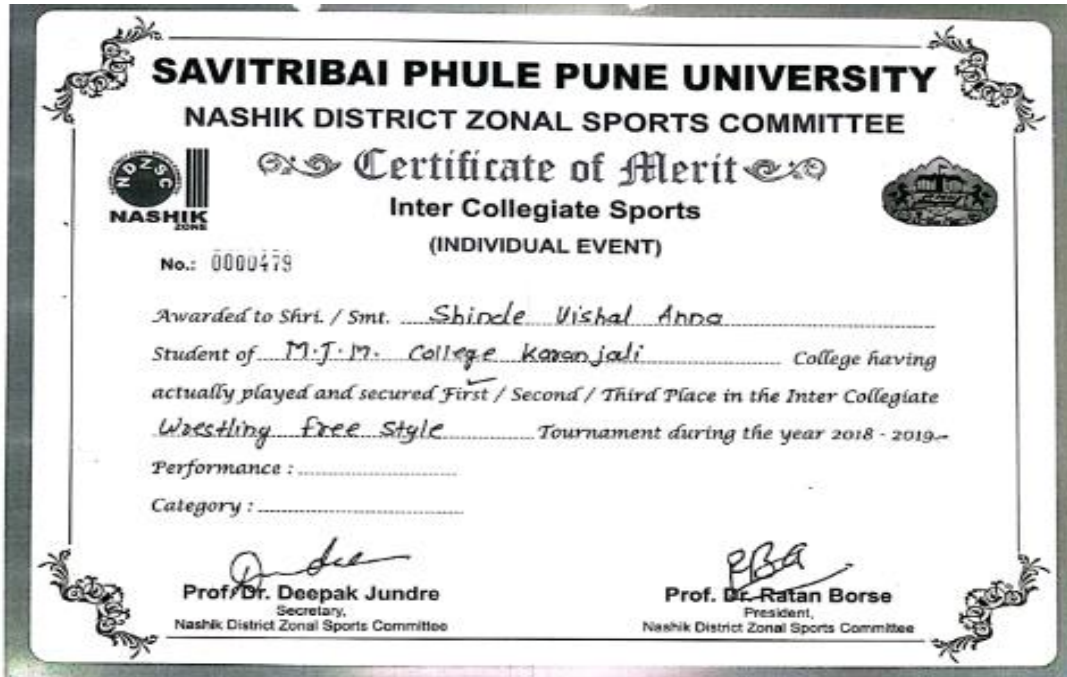 SAVITRIBAI PHULE PUNE UNIVERSITY
NASHIK DISTRICT ZONAL SPORTS COMMITTEE
Certificate of Merit
NDZSC
NASHIK
ZONE
Inter Collegiate Sports
(INDIVIDUAL EVENT)
No.: 0000479
Awarded to Shri. / Smt. Shinde Vishal Anna
Student of M.J.M. College Karanjali College having
actually played and secured First / Second / Third Place in the Inter Collegiate
Wrestling free style Tournament during the year 2018 - 2019
Performance :
Category :
Prof. Dr. Deepak Jundre
Secretary,
Nashik District Zonal Sports Committee
Prof. Dr. Ratan Borse
President,
Nashik District Zonal Sports Committee